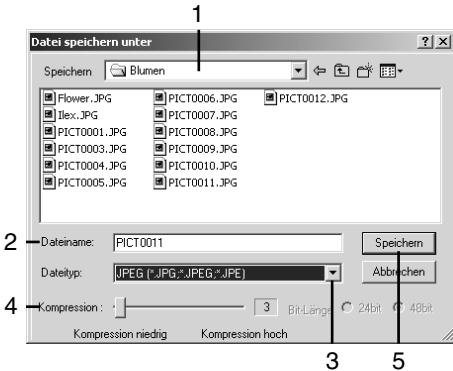 1
Datei speichern unter
Speichern Blumen
Flower.JPG PICT0006.JPG PICT0012.JPG
Ilex.JPG PICT0007.JPG
PICT0001.JPG PICT0008.JPG
PICT0003.JPG PICT0009.JPG
PICT0004.JPG PICT0010.JPG
PICT0005.JPG PICT0011.JPG
2 Dateiname: PICT0011 Speichern
Dateityp: JPEG (*.JPG;*.JPEG;*.JPE) Abbrechen
4 Kompression : 3 Bit-Länge 24bit 48bit
Kompression niedrig Kompression hoch
3 5